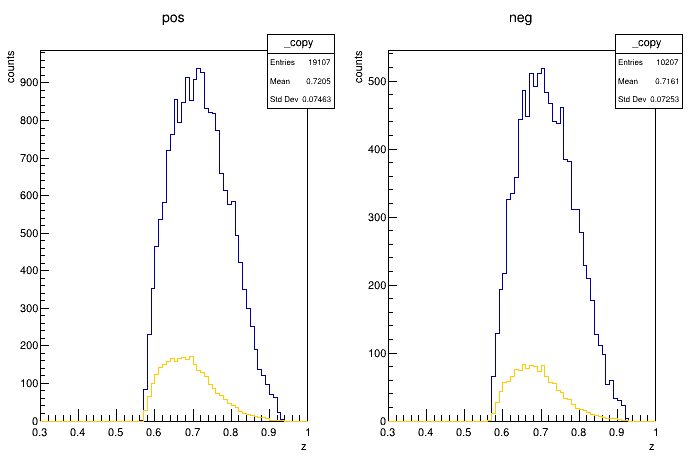 pos
_copy
Entries 19107
Mean 0.7205
Std Dev 0.07463
counts
900
800
700
600
500
400
300
200
100
0
0.3 0.4 0.5 0.6 0.7 0.8 0.9 1
z
neg
_copy
Entries 10207
Mean 0.7161
Std Dev 0.07253
counts
500
400
300
200
100
0
0.3 0.4 0.5 0.6 0.7 0.8 0.9 1
z